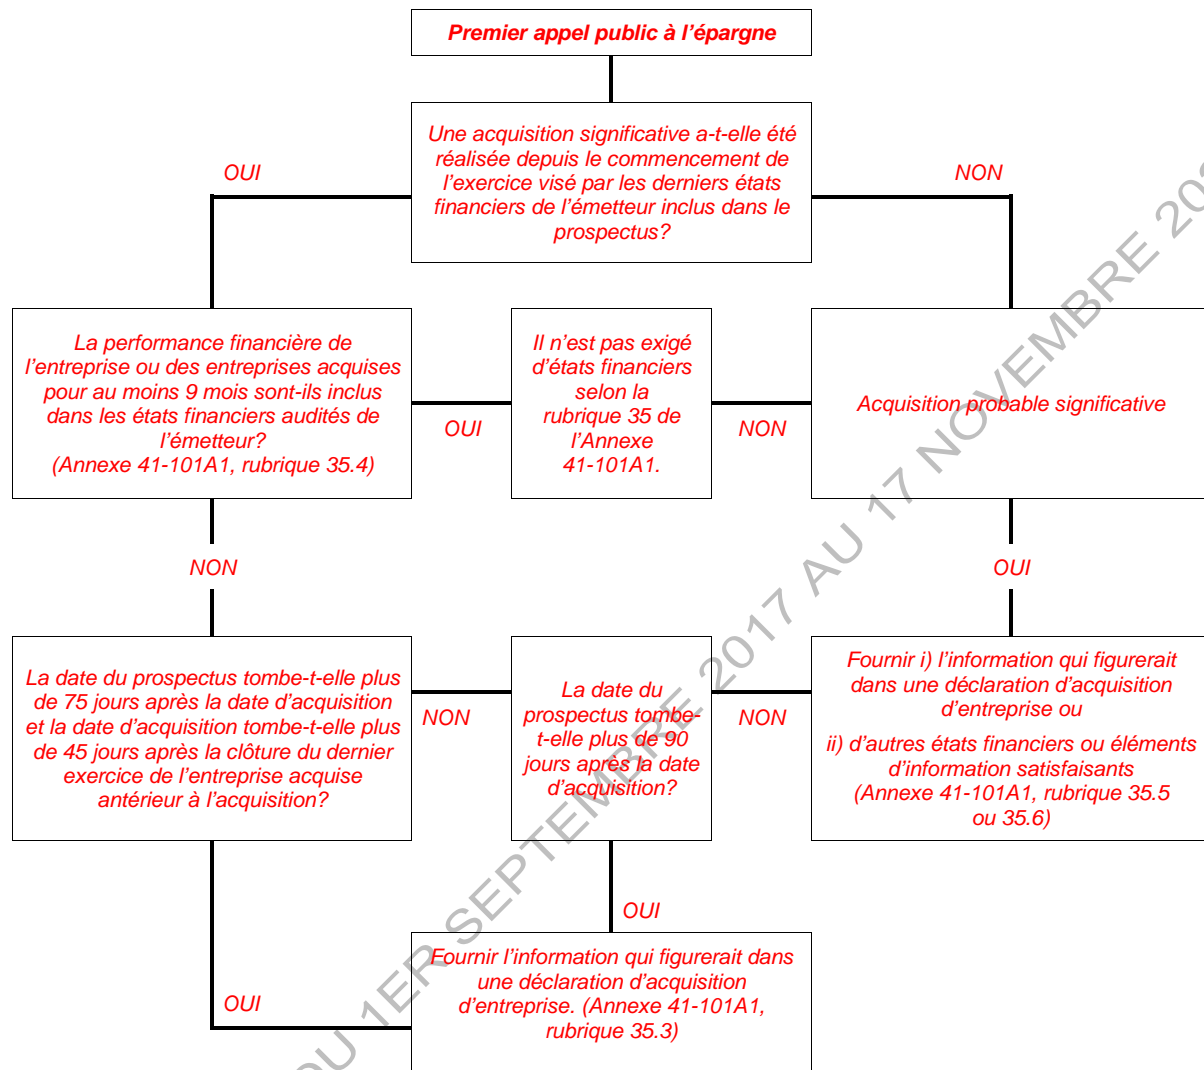 Premier appel public à l'épargne
Une acquisition significative a-t-elle été
réalisée depuis le commencement de
l'exercice visé par les derniers états
financiers de l'émetteur inclus dans le
prospectus?
OUI
NON
La performance financière de
l'entreprise ou des entreprises acquises
pour au moins 9 mois sont-ils inclus
dans les états financiers audités de
l'émetteur?
(Annexe 41-101A1, rubrique 35.4)
OUI
Il n'est pas exigé
d'états financiers
selon la
rubrique 35 de
l'Annexe
41-101A1.
NON
Acquisition probable significative
NON
OUI
La date du prospectus tombe-t-elle plus
de 75 jours après la date d'acquisition
et la date d'acquisition tombe-t-elle plus
de 45 jours après la clôture du dernier
exercice de l'entreprise acquise
antérieur à l'acquisition?
NON
La date du
prospectus tombe-
t-elle plus de 90
jours après la date
d'acquisition?
NON
Fournir i) l'information qui figurerait
dans une déclaration d'acquisition
d'entreprise ou
ii) d'autres états financiers ou éléments
d'information satisfaisants
(Annexe 41-101A1, rubrique 35.5
ou 35.6)
OUI
OUI
Fournir l'information qui figurerait dans
une déclaration d'acquisition
d'entreprise. (Annexe 41-101A1,
rubrique 35.3)
DU 1ER SEPTEMBRE 2017 AU 17 NOVEMBRE